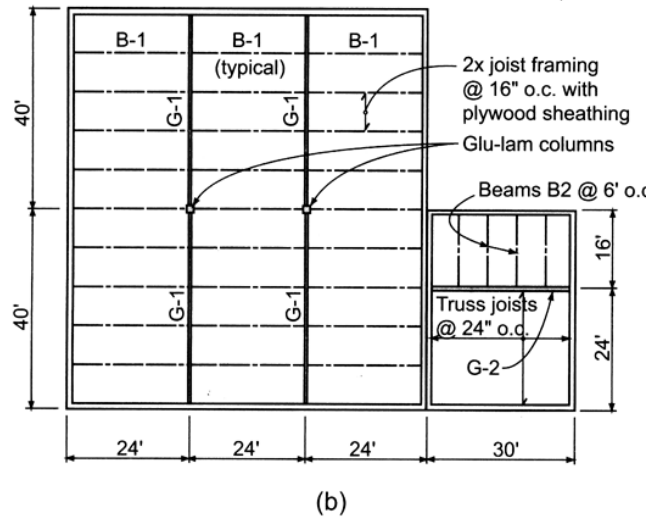 B-1
B-1
B-1
(typical)
2x joist framing
@ 16" o.c. with
plywood sheathing
G-1
G-1
40'
Glu-lam columns
Beams B2 @ 6' o.c
16'
40'
G-1
G-1
Truss joists
@ 24" o.c.
G-2
24'
24'
24'
24'
30'
(b)